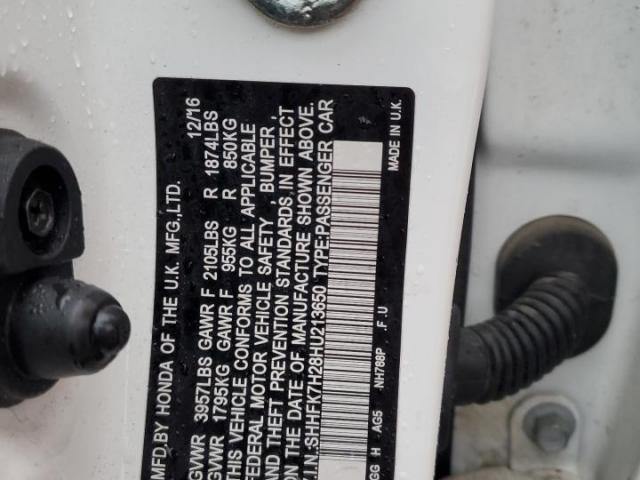 MFD.BY HONDA OF THE U.K. MFG.,LTD. 12/16
GVWR 3957LBS GAWR F 2105LBS R 1874LBS
GVWR 1795KG GAWR F 955KG R 850KG
THIS VEHICLE CONFORMS TO ALL APPLICABLE
FEDERAL MOTOR VEHICLE SAFETY , BUMPER ,
AND THEFT PREVENTION STANDARDS IN EFFECT
ON THE DATE OF MANUFACTURE SHOWN ABOVE.
V.I.N.:SHHFK7H28HU213650 TYPE:PASSENGER CAR
MADE IN U.K.
GG H AG5 NH788P .F .U